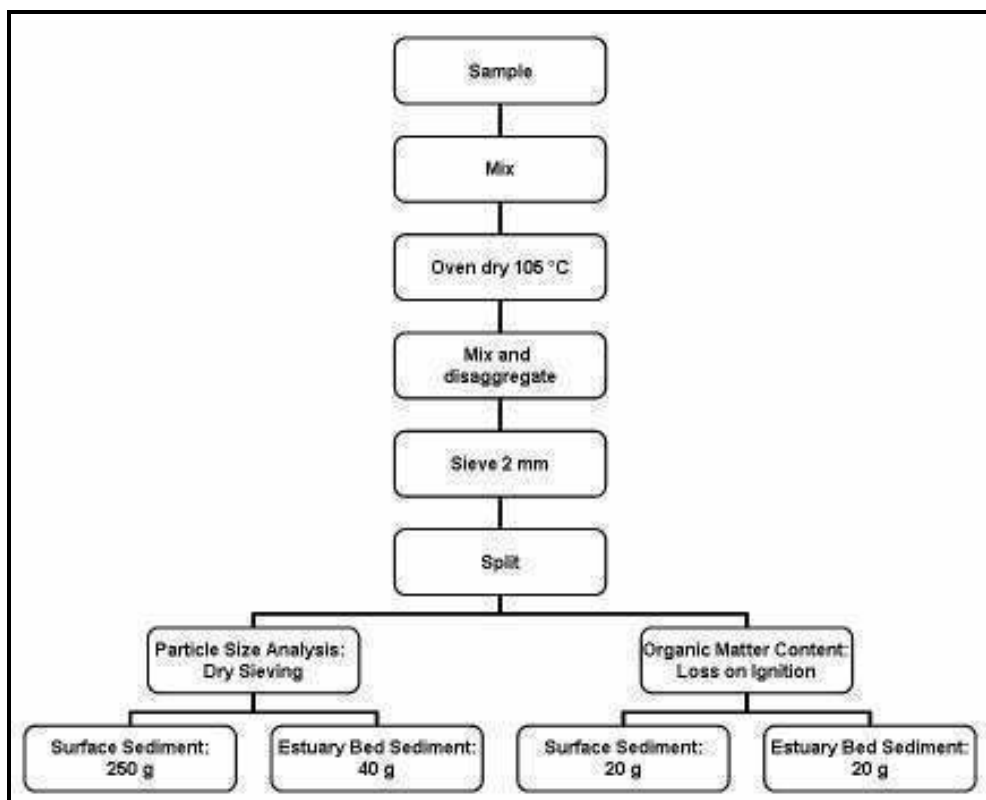 Sample
Mix
Oven dry 105 °C
Mix and
disaggregate
Sieve 2 mm
Split
Particle Size Analysis:
Dry Sieving
Organic Matter Content:
Loss on Ignition
Surface Sediment:
250 g
Estuary Bed Sediment:
40 g
Surface Sediment:
20 g
Estuary Bed Sediment:
20 g